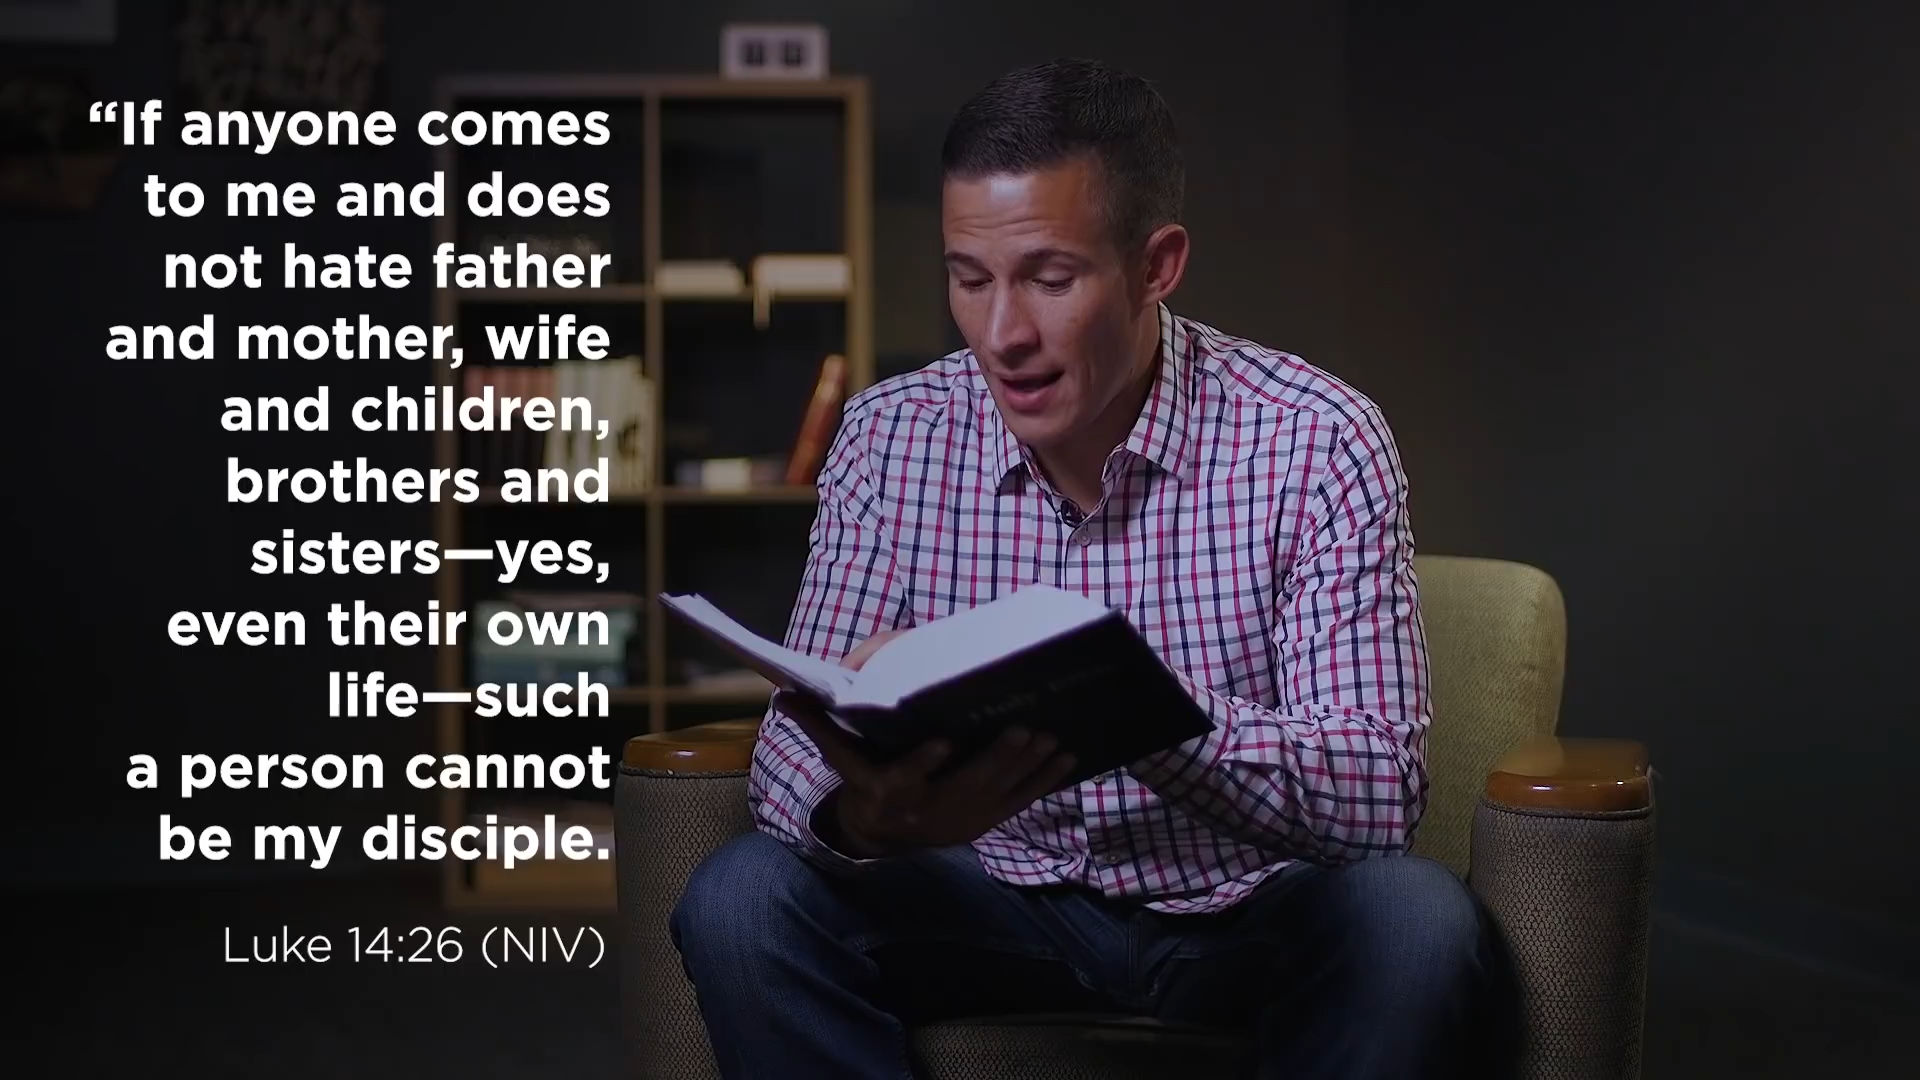 “If anyone comes
to me and does
not hate father
and mother, wife
and children,
brothers and
sisters—yes,
even their own
life—such
a person cannot
be my disciple.
Luke 14:26 (NIV)